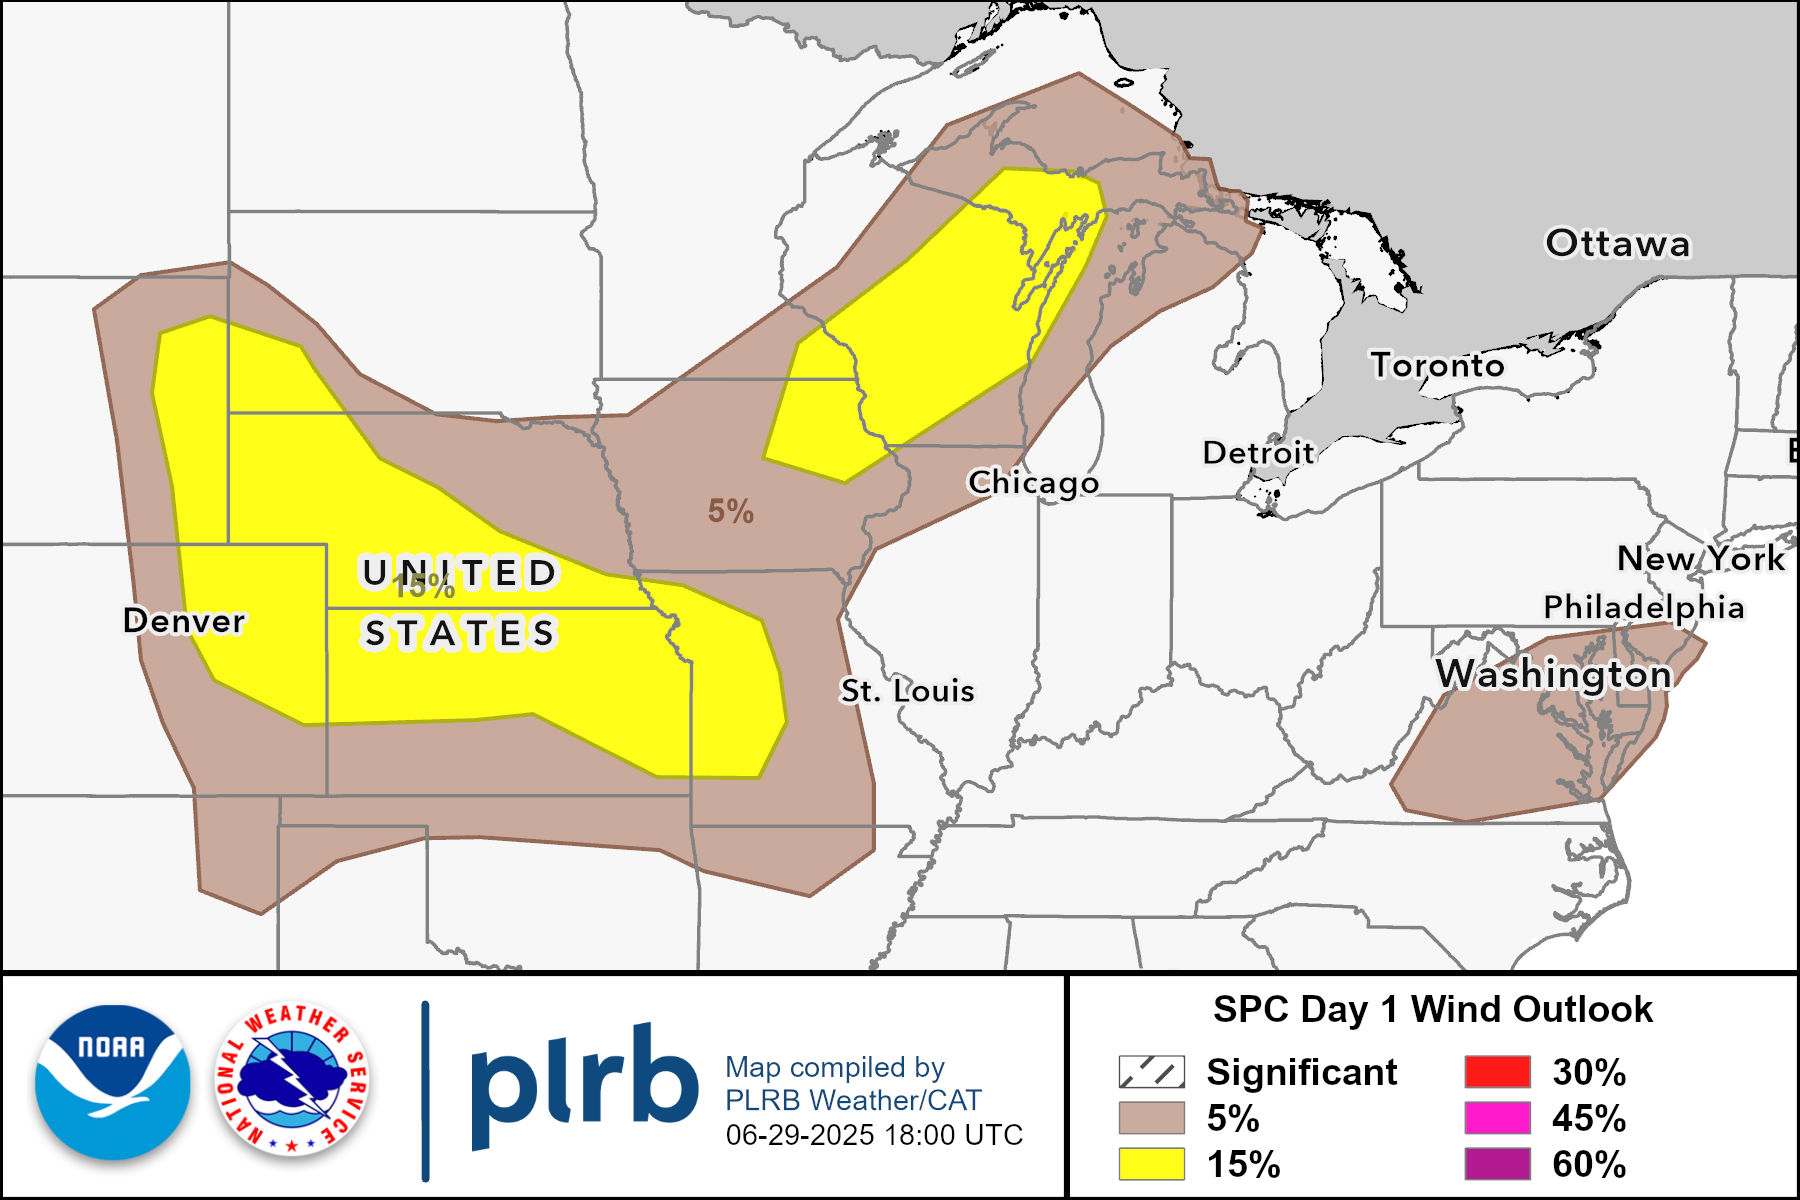 Ottawa
Toronto
Detroit
Chicago
5%
New York
UNITED
15%
Philadelphia
Denver
STATES
Washington
St. Louis
NOAA
NATIONAL WEATHER SERVICE
plrb
Map compiled by
PLRB Weather/CAT
06-29-2025 18:00 UTC
SPC Day 1 Wind Outlook
Significant
30%
5%
45%
15%
60%